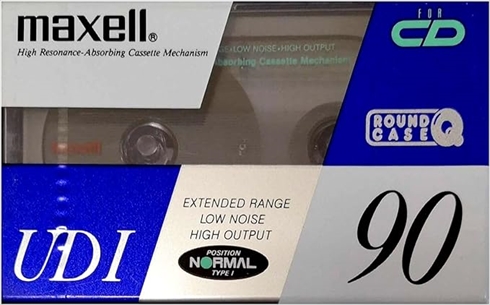 maxell®
High Resonance-Absorbing Cassette Mechanism
FOR
CD
•LOW NOISE•HIGH OUTPUT
Absorbing Cassette Mechanism
ROUND
CASE
maxell
UDI
EXTENDED RANGE
LOW NOISE
HIGH OUTPUT
POSITION
NORMAL
TYPE I
90